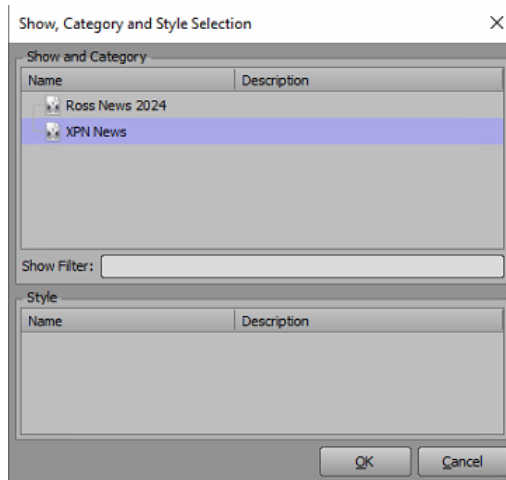 Show, Category and Style Selection
Show and Category
Name Description
Ross News 2024
XPN News
Show Filter:
Style
Name Description
OK Cancel